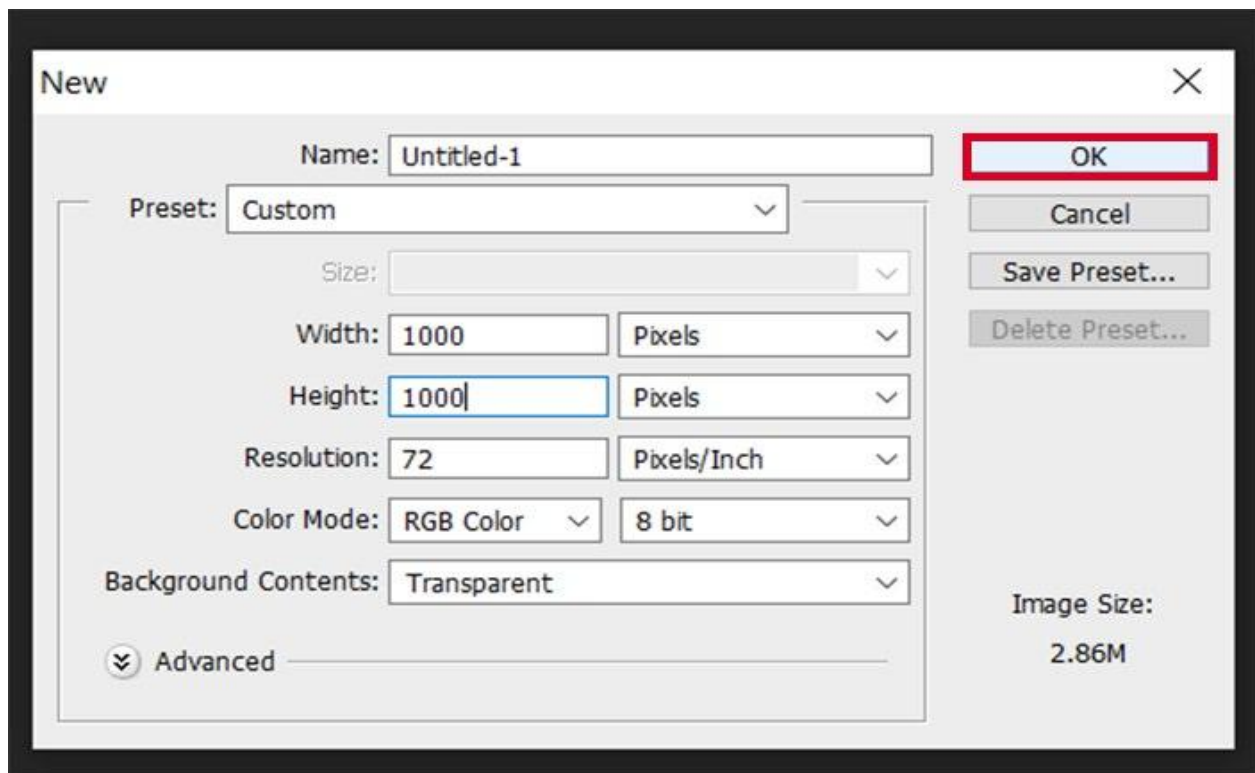 New
Name: Untitled-1
OK
Preset: Custom
Cancel
Size:
Save Preset...
Width: 1000 Pixels
Delete Preset...
Height: 1000 Pixels
Resolution: 72 Pixels/Inch
Color Mode: RGB Color 8 bit
Background Contents: Transparent
Image Size:
2.86M
Advanced